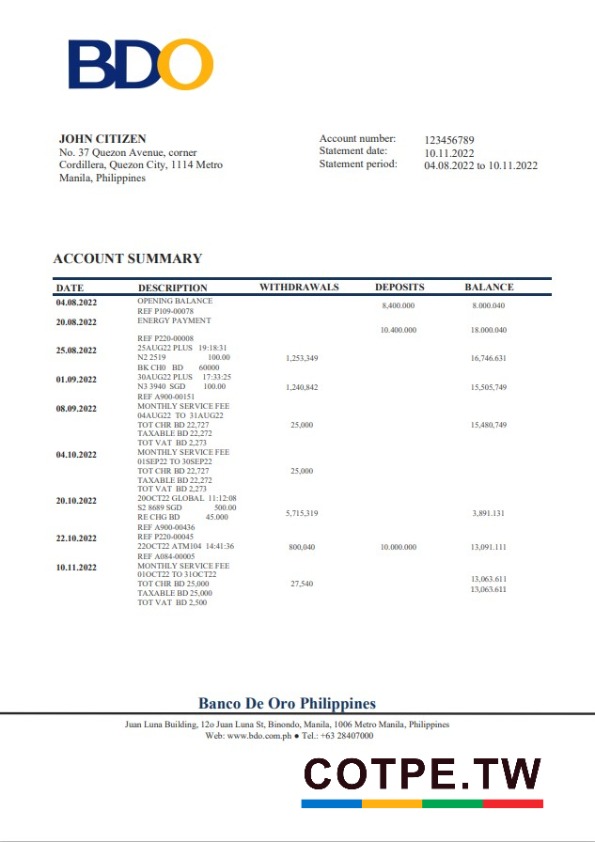 BDO
JOHN CITIZEN
No. 37 Quezon Avenue, corner
Cordillera, Quezon City, 1114 Metro
Manila, Philippines
Account number: 123456789
Statement date: 10.11.2022
Statement period: 04.08.2022 to 10.11.2022
ACCOUNT SUMMARY
DATE DESCRIPTION WITHDRAWALS DEPOSITS BALANCE
04.08.2022 OPENING BALANCE 8,400.000 8.000.040
REF P109-00078
20.08.2022 ENERGY PAYMENT 10.400.000 18.000.040
REF P220-00008
25.08.2022 25AUG22 PLUS 19:18:31
N2 2519 100.00 1,253,349 16,746.631
BK CH0 BD 60000
01.09.2022 30AUG22 PLUS 17:33:25
N3 3940 SGD 100.00 1,240,842 15,505,749
REF A900-00151
08.09.2022 MONTHLY SERVICE FEE
04AUG22 TO 31AUG22
TOT CHR BD 22,727 25,000 15,480,749
TAXABLE BD 22,272
TOT VAT BD 2,273
04.10.2022 MONTHLY SERVICE FEE
01SEP22 TO 30SEP22
TOT CHR BD 22,727 25,000
TAXABLE BD 22,272
TOT VAT BD 2,273
20.10.2022 20OCT22 GLOBAL 11:12:08
S2 8689 SGD 500.00
RE CHG BD 45.000 5,715,319 3,891.131
REF A900-00436
22.10.2022 REF P220-00045
22OCT22 ATM104 14:41:36 800,040 10.000.000 13,091.111
REF A084-00005
10.11.2022 MONTHLY SERVICE FEE
01OCT22 TO 31OCT22 13,063.611
TOT CHR BD 25,000 27,540
TAXABLE BD 25,000 13,063.611
TOT VAT BD 2,500
Banco De Oro Philippines
Juan Luna Building, 12o Juan Luna St, Binondo, Manila, 1006 Metro Manila, Philippines
Web: www.bdo.com.ph ● Tel.: +63 28407000
COTPE.TW